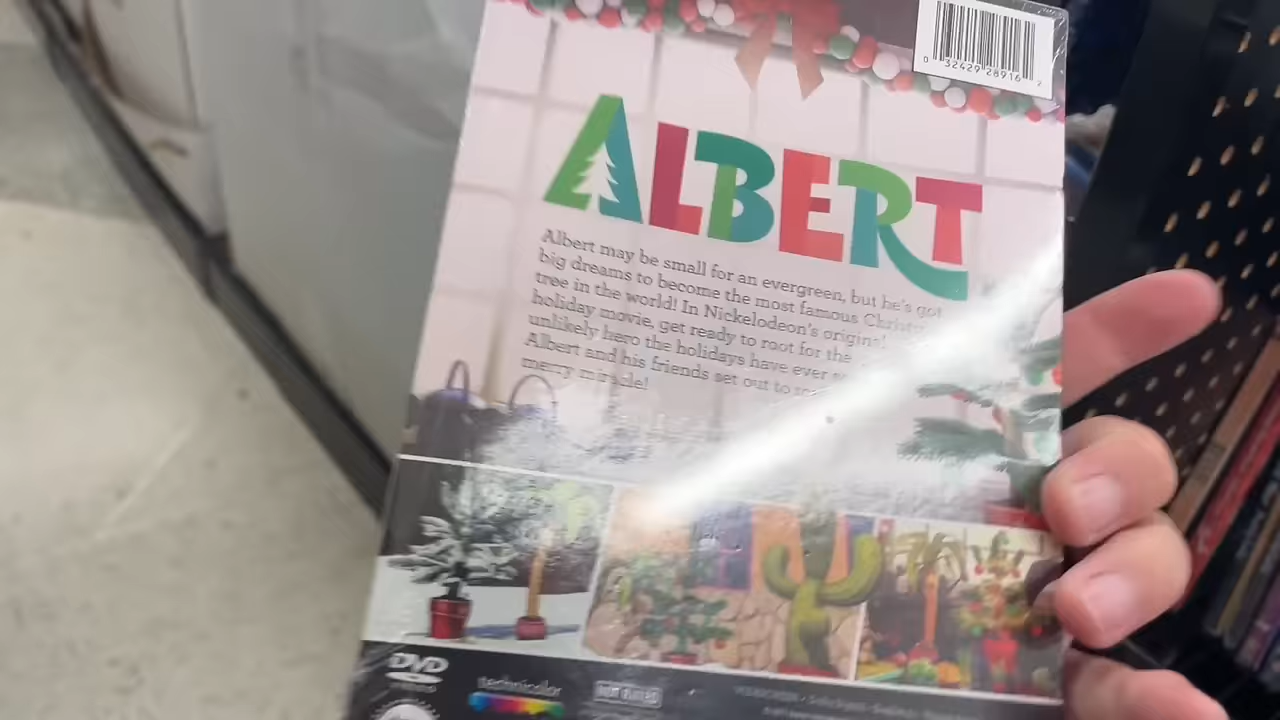 0 32429 28916 2
ALBERT
Albert may be small for an evergreen, but he's got
big dreams to become the most famous
tree in the world! In Nickelodeon's original
holiday movie, get ready to root for the
unlikely hero the holidays have ever
Albert and his friends set out to
merry miracle!
DVD
technicolor
NOT RATED